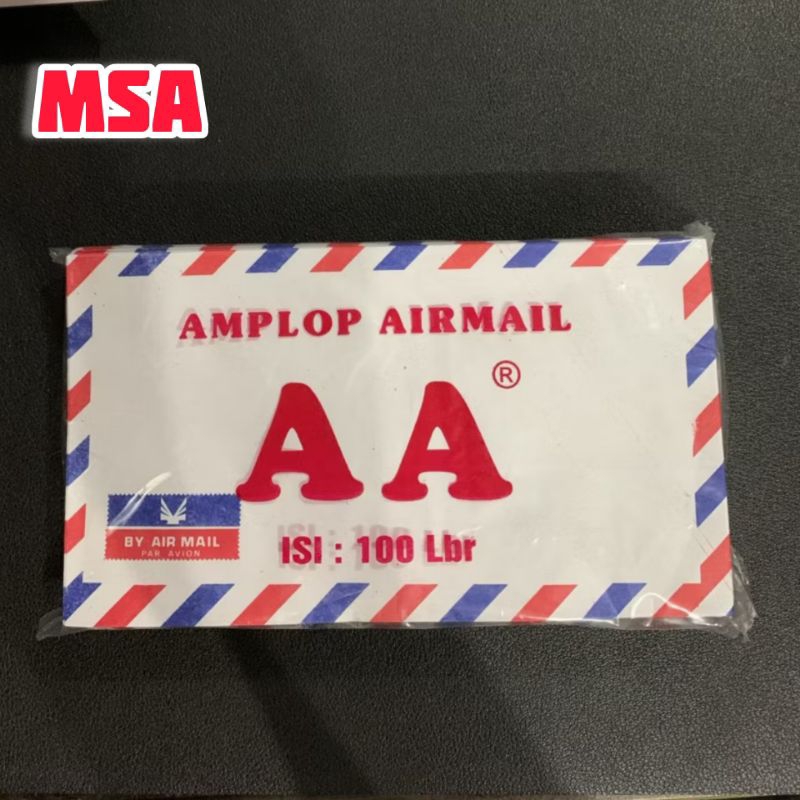 MSA
AMPLOP AIRMAIL
AA®
BY AIR MAIL
PAR AVION
ISI : 100 Lbr